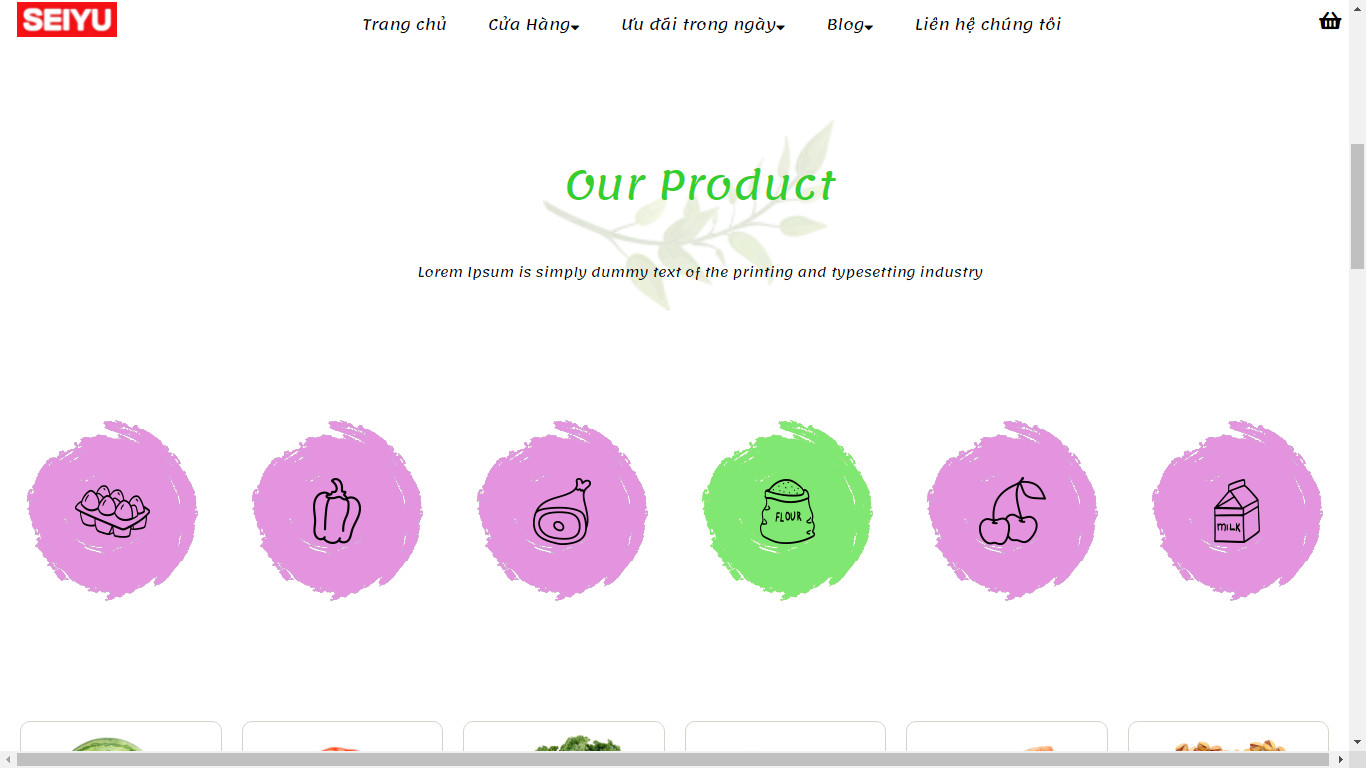 SEIYU
Trang chủ Cửa Hàng Ưu đãi trong ngày Blog Liên hệ chúng tôi
Our Product
Lorem Ipsum is simply dummy text of the printing and typesetting industry
FLOUR
MILK